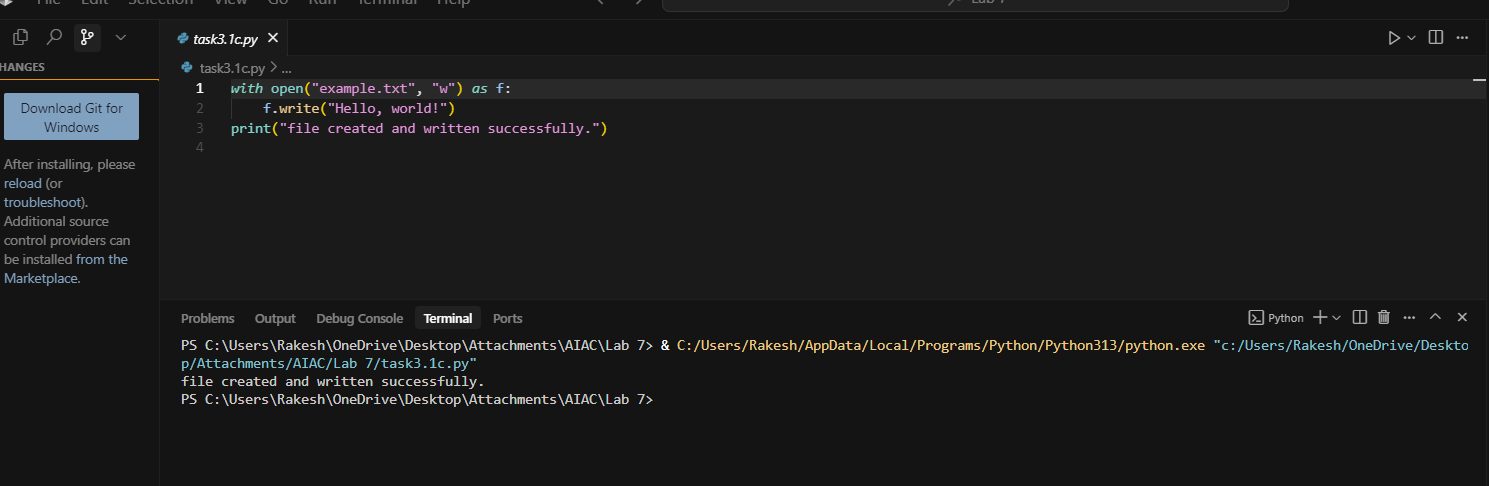 File Edit Selection View Go Run Terminal Help
Lab 7
HANGES
Download Git for
Windows
After installing, please
reload (or
troubleshoot).
Additional source
control providers can
be installed from the
Marketplace.
task3.1c.py
task3.1c.py > ...
1 with open("example.txt", "w") as f:
2     f.write("Hello, world!")
3 print("file created and written successfully.")
4
Problems Output Debug Console Terminal Ports
Python
PS C:\Users\Rakesh\OneDrive\Desktop\Attachments\AIAC\Lab 7> & C:/Users/Rakesh/AppData/Local/Programs/Python/Python313/python.exe "c:/Users/Rakesh/OneDrive/Deskto
p/Attachments/AIAC/Lab 7/task3.1c.py"
file created and written successfully.
PS C:\Users\Rakesh\OneDrive\Desktop\Attachments\AIAC\Lab 7>